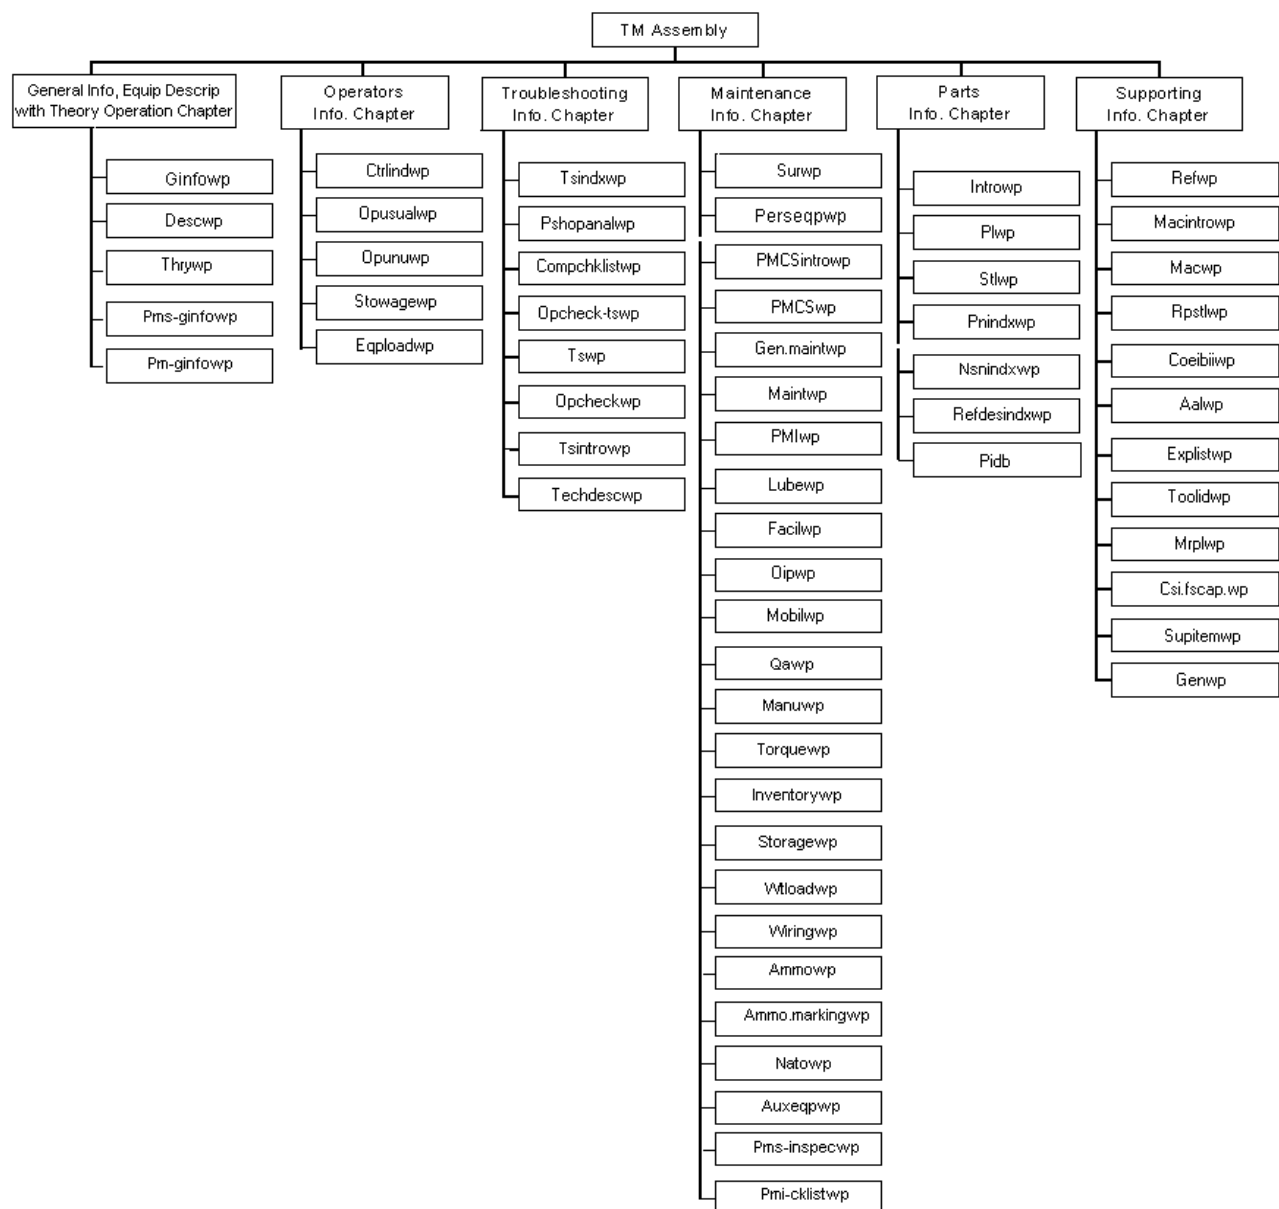 TM Assembly
General Info, Equip Descrip
with Theory Operation Chapter
Ginfowp
Descwp
Thrywp
Pms-ginfowp
Pm-ginfowp
Operators
Info. Chapter
Ctrlindwp
Opusualwp
Opunuwp
Stowagewp
Eqploadwp
Troubleshooting
Info. Chapter
Tsindxwp
Pshopanalwp
Compchklistwp
Opcheck-tswp
Tswp
Opcheckwp
Tsintrowp
Techdescwp
Maintenance
Info. Chapter
Surwp
Perseqpwp
PMCSintrowp
PMCSwp
Gen.maintwp
Maintwp
PMIwp
Lubewp
Facilwp
Oipwp
Mobilwp
Qawp
Manuwp
Torquewp
Inventorywp
Storagewp
Wtloadwp
Wiringwp
Ammowp
Ammo.markingwp
Natowp
Auxeqpwp
Pms-inspecwp
Pmi-cklistwp
Parts
Info. Chapter
Introwp
Plwp
Stlwp
Pnindxwp
Nsnindxwp
Refdesindxwp
Pidb
Supporting
Info. Chapter
Refwp
Macintrowp
Macwp
Rpstlwp
Coeibiiwp
Aalwp
Explistwp
Toolidwp
Mrplwp
Csi.fscap.wp
Supitemwp
Genwp